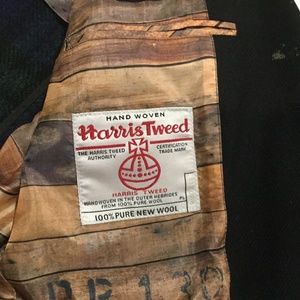 HAND WOVEN
Harris Tweed
THE HARRIS TWEED AUTHORITY
CERTIFICATION TRADE MARK
HARRIS TWEED
HANDWOVEN IN THE OUTER HEBRIDES
FROM 100% PURE WOOL
100% PURE NEW WOOL